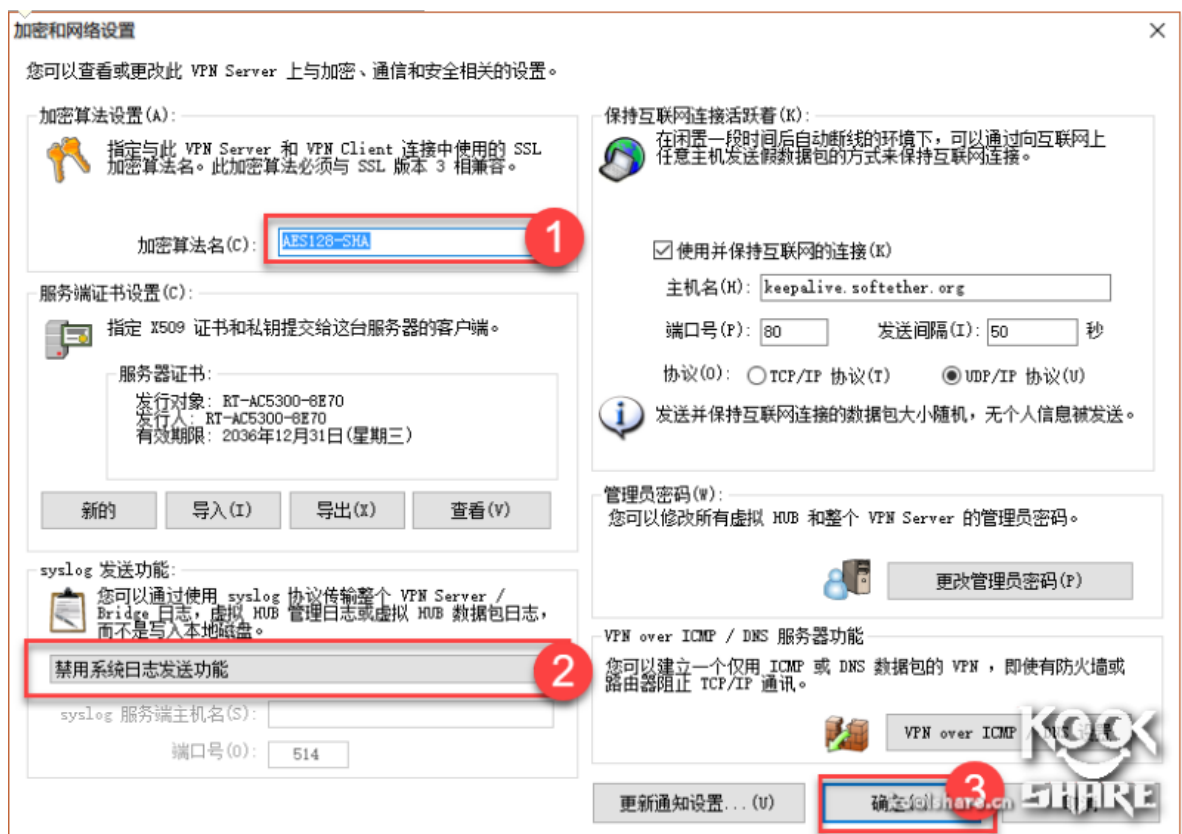 加密和网络设置
您可以查看或更改此 VPN Server 上与加密、通信和安全相关的设置。
加密算法设置(A):
指定与此 VPN Server 和 VPN Client 连接中使用的 SSL
加密算法名。此加密算法必须与 SSL 版本 3 相兼容。
加密算法名(C):
AES128-SHA
1
服务端证书设置(C):
指定 X509 证书和私钥提交给这台服务器的客户端。
服务器证书:
发行对象: RT-AC5300-8E70
发行人: RT-AC5300-8E70
有效期限: 2036年12月31日(星期三)
新的
导入(I)
导出(X)
查看(V)
syslog 发送功能:
您可以通过使用 syslog 协议传输整个 VPN Server /
Bridge 日志，虚拟 HUB 管理日志或虚拟 HUB 数据包日志，
而不是写入本地磁盘。
禁用系统日志发送功能
2
syslog 服务端主机名(S):
端口号(O):
514
保持互联网连接活跃着(K):
在闲置一段时间后自动断线的环境下，可以通过向互联网上
任意主机发送假数据包的方式来保持互联网连接。
使用并保持互联网的连接(K)
主机名(H):
keepalive.softether.org
端口号(P):
80
发送间隔(I):
50
秒
协议(O):
TCP/IP 协议(T)
UDP/IP 协议(U)
发送并保持互联网连接的数据包大小随机，无个人信息被发送。
管理员密码(W):
您可以修改所有虚拟 HUB 和整个 VPN Server 的管理员密码。
更改管理员密码(P)
VPN over ICMP / DNS 服务器功能
您可以建立一个仅用 ICMP 或 DNS 数据包的 VPN ，即使有防火墙或
路由器阻止 TCP/IP 通讯。
VPN over ICMP / DNS 设置
更新通知设置...(U)
确定
3
KOOK
SHARE